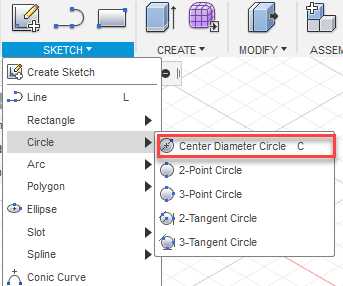 SKETCH CREATE MODIFY ASSEM
Create Sketch
Line L
Rectangle
Circle
Center Diameter Circle C
2-Point Circle
3-Point Circle
2-Tangent Circle
3-Tangent Circle
Arc
Polygon
Ellipse
Slot
Spline
Conic Curve